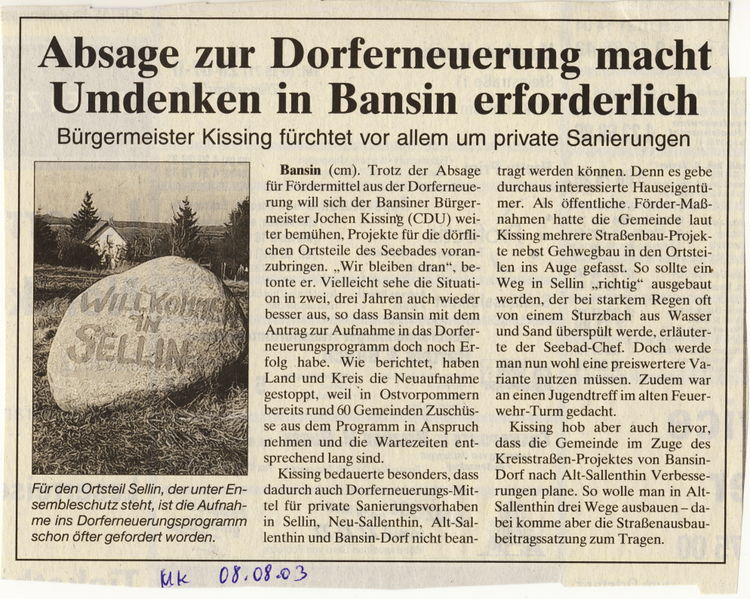 Absage zur Dorferneuerung macht
Umdenken in Bansin erforderlich
Bürgermeister Kissing fürchtet vor allem um private Sanierungen
WILLKOMMEN
IN
SELLIN
Für den Ortsteil Sellin, der unter En-
sembleschutz steht, ist die Aufnah-
me ins Dorferneuerungsprogramm
schon öfter gefordert worden.
Bansin (cm). Trotz der Absage
für Fördermittel aus der Dorferneue-
rung will sich der Bansiner Bürger-
meister Jochen Kissing (CDU) wei-
ter bemühen, Projekte für die dörf-
lichen Ortsteile des Seebades voran-
zubringen. „Wir bleiben dran", be-
tonte er. Vielleicht sehe die Situation
in zwei, drei Jahren auch wieder
besser aus, so dass Bansin mit dem
Antrag zur Aufnahme in das Dorfer-
neuerungsprogramm doch noch Er-
folg habe. Wie berichtet, haben
Land und Kreis die Neuaufnahme
gestoppt, weil in Ostvorpommern
bereits rund 60 Gemeinden Zuschüs-
se aus dem Programm in Anspruch
nehmen und die Wartezeiten ent-
sprechend lang sind.
Kissing bedauerte besonders, dass
dadurch auch Dorferneuerungs-Mit-
tel für private Sanierungsvorhaben
in Sellin, Neu-Sallenthin, Alt-Sal-
lenthin und Bansin-Dorf nicht bean-
tragt werden können. Denn es gebe
durchaus interessierte Hauseigentü-
mer. Als öffentliche Förder-Maß-
nahmen hatte die Gemeinde laut
Kissing mehrere Straßenbau-Projek-
te nebst Gehwegbau in den Ortstei-
len ins Auge gefasst. So sollte ein
Weg in Sellin „richtig" ausgebaut
werden, der bei starkem Regen oft
von einem Sturzbach aus Wasser
und Sand überspült werde, erläuter-
te der Seebad-Chef. Doch werde
man nun wohl eine preiswertere Va-
riante nutzen müssen. Zudem war
an einen Jugendtreff im alten Feuer-
wehr-Turm gedacht.
Kissing hob aber auch hervor,
dass die Gemeinde im Zuge des
Kreisstraßen-Projektes von Bansin-
Dorf nach Alt-Sallenthin Verbesse-
rungen plane. So wolle man in Alt-
Sallenthin drei Wege ausbauen – da-
bei komme aber die Straßenausbau-
beitragssatzung zum Tragen.
UK 08.08.03